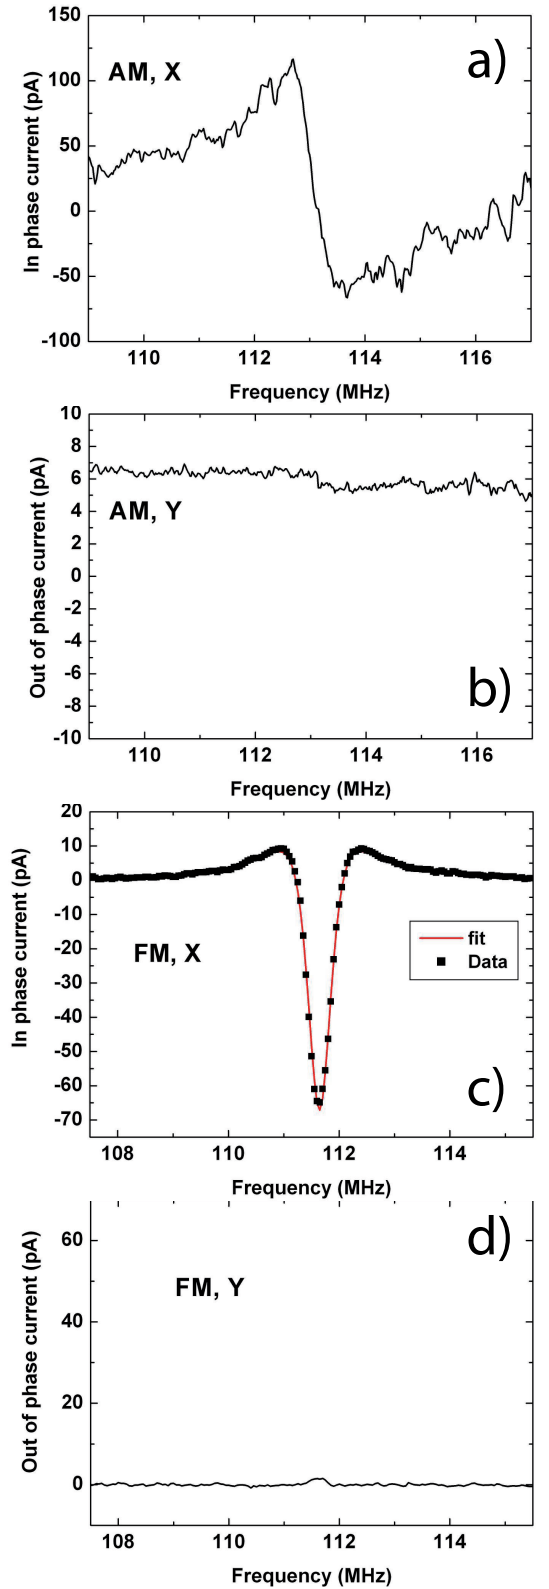 150
100
50
0
-50
-100
In phase current (pA)
AM, X
a)
110
112
114
116
Frequency (MHz)
10
8
6
4
2
0
-2
-4
-6
-8
-10
Out of phase current (pA)
AM, Y
b)
110
112
114
116
Frequency (MHz)
20
10
0
-10
-20
-30
-40
-50
-60
-70
In phase current (pA)
FM, X
fit
Data
c)
108
110
112
114
Frequency (MHz)
60
40
20
0
Out of phase current (pA)
FM, Y
d)
108
110
112
114
Frequency (MHz)